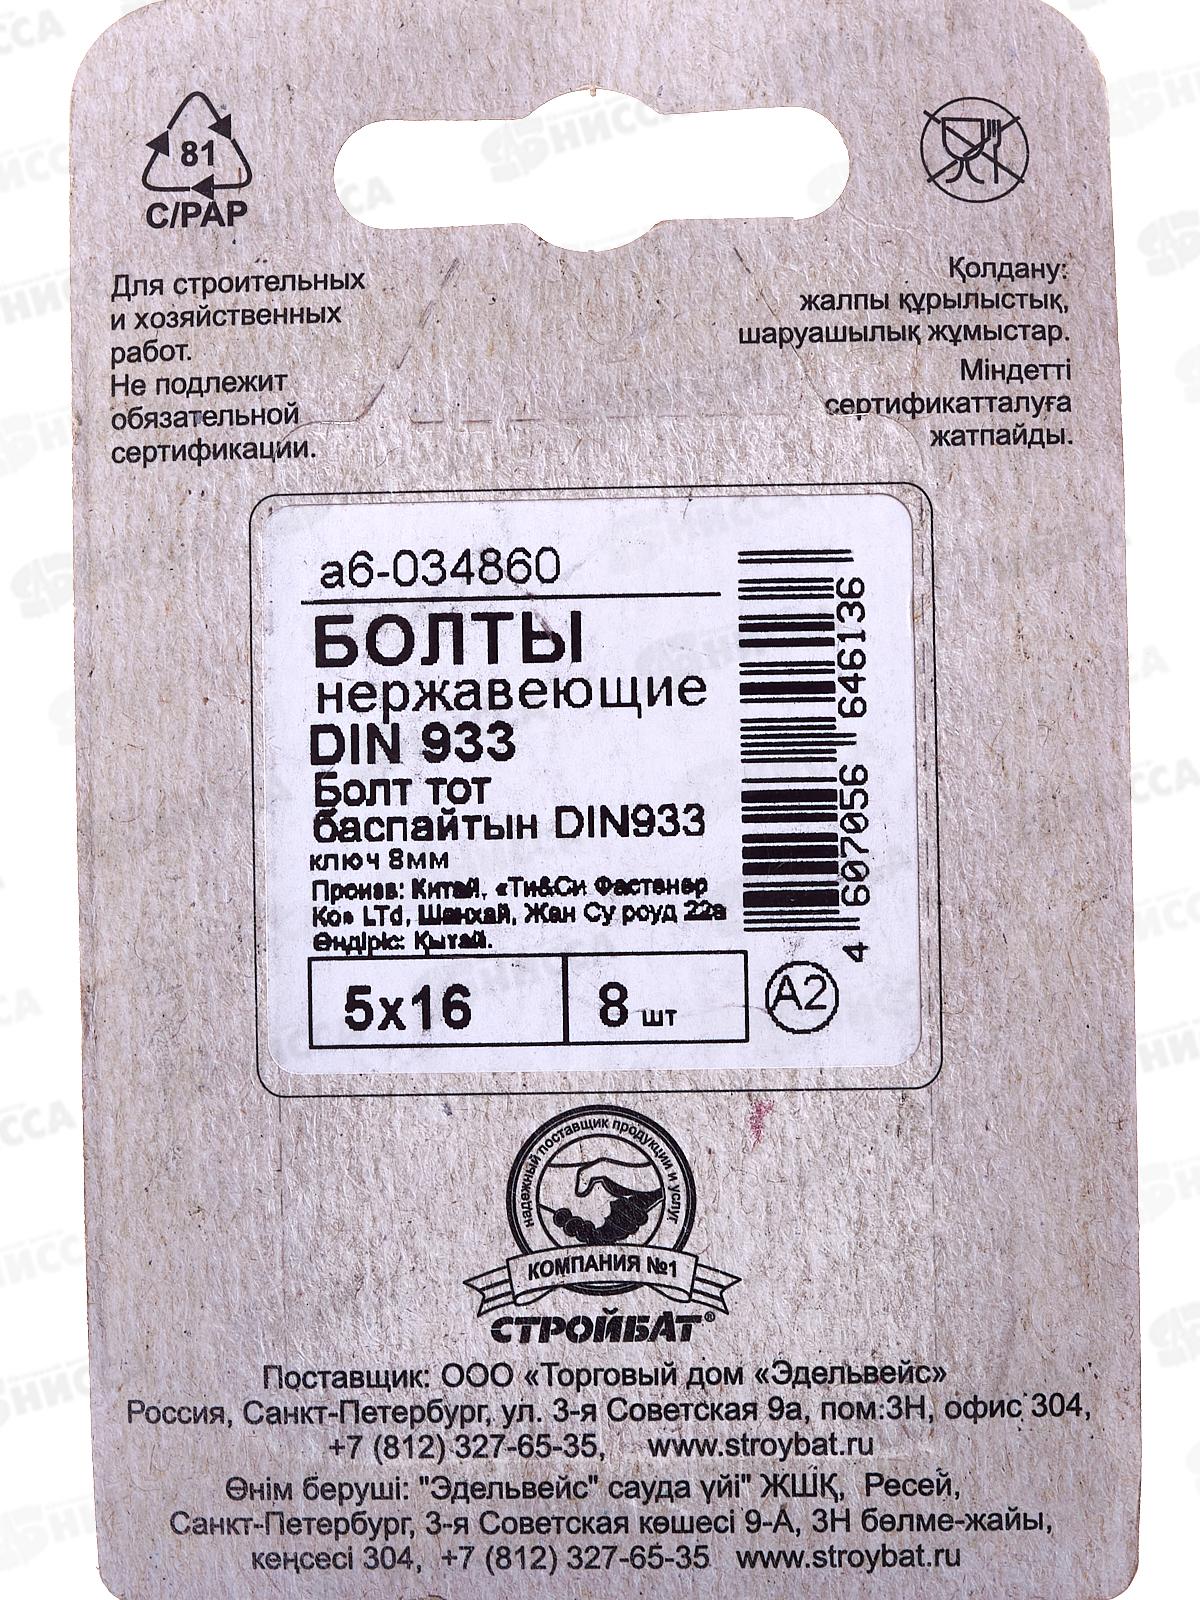 81
C/PAP
Для строительных
и хозяйственных
работ.
Не подлежит
обязательной
сертификации.
Қолдану:
жалпы құрылыстық,
шаруашылық жұмыстар.
Міндетті
сертификатталуға
жатпайды.
а6-034860
БОЛТЫ
нержавеющие
DIN 933
Болт тот
баспайтын DIN933
ключ 8мм
Произв: Китай, «Ти&Си Фастенер
Ко» LTd, Шанхай, Жан Су роуд 22а
Өндіріс: Қытай.
5x16
8 шт
A2
4 607056 646136
надежный поставщик продукции и услуг
КОМПАНИЯ №1
СТРОЙБАТ®
Поставщик: ООО «Торговый дом «Эдельвейс»
Россия, Санкт-Петербург, ул. 3-я Советская 9а, пом:3Н, офис 304,
+7 (812) 327-65-35, www.stroybat.ru
Өнім беруші: "Эдельвейс" сауда үйі" ЖШҚ, Ресей,
Санкт-Петербург, 3-я Советская көшесі 9-А, 3Н бөлме-жайы,
кеңсесі 304, +7 (812) 327-65-35 www.stroybat.ru
НИССА